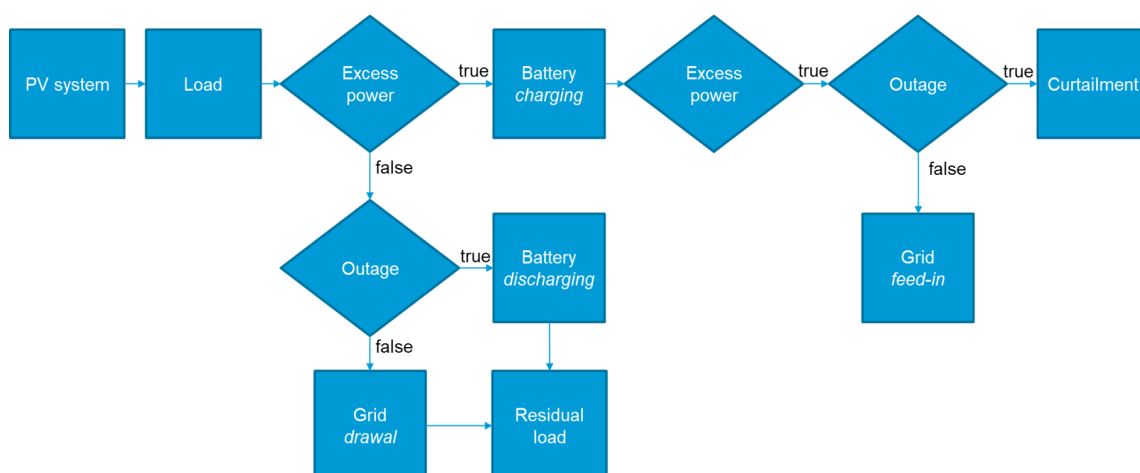 PV system
Load
Excess
power
true
Battery
charging
Excess
power
true
Outage
true
Curtailment
false
false
Outage
true
Battery
discharging
Grid
feed-in
false
Grid
drawal
Residual
load